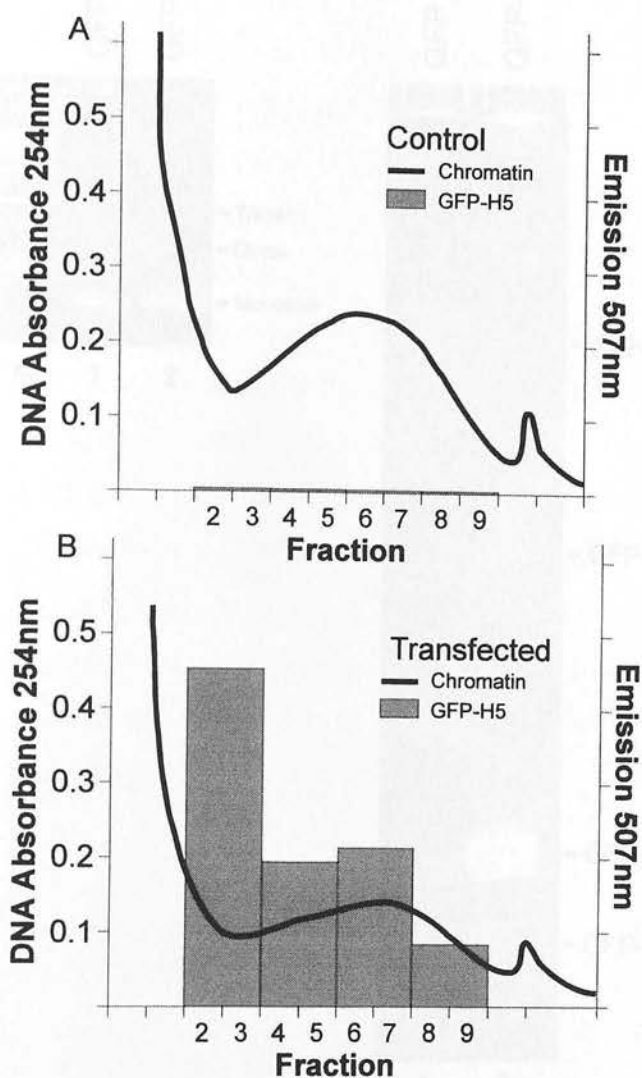 A
DNA Absorbance 254nm
0.5
0.4
0.3
0.2
0.1
Control
Chromatin
GFP-H5
Emission 507nm
2 3 4 5 6 7 8 9
Fraction
B
DNA Absorbance 254nm
0.5
0.4
0.3
0.2
0.1
Transfected
Chromatin
GFP-H5
Emission 507nm
2 3 4 5 6 7 8 9
Fraction